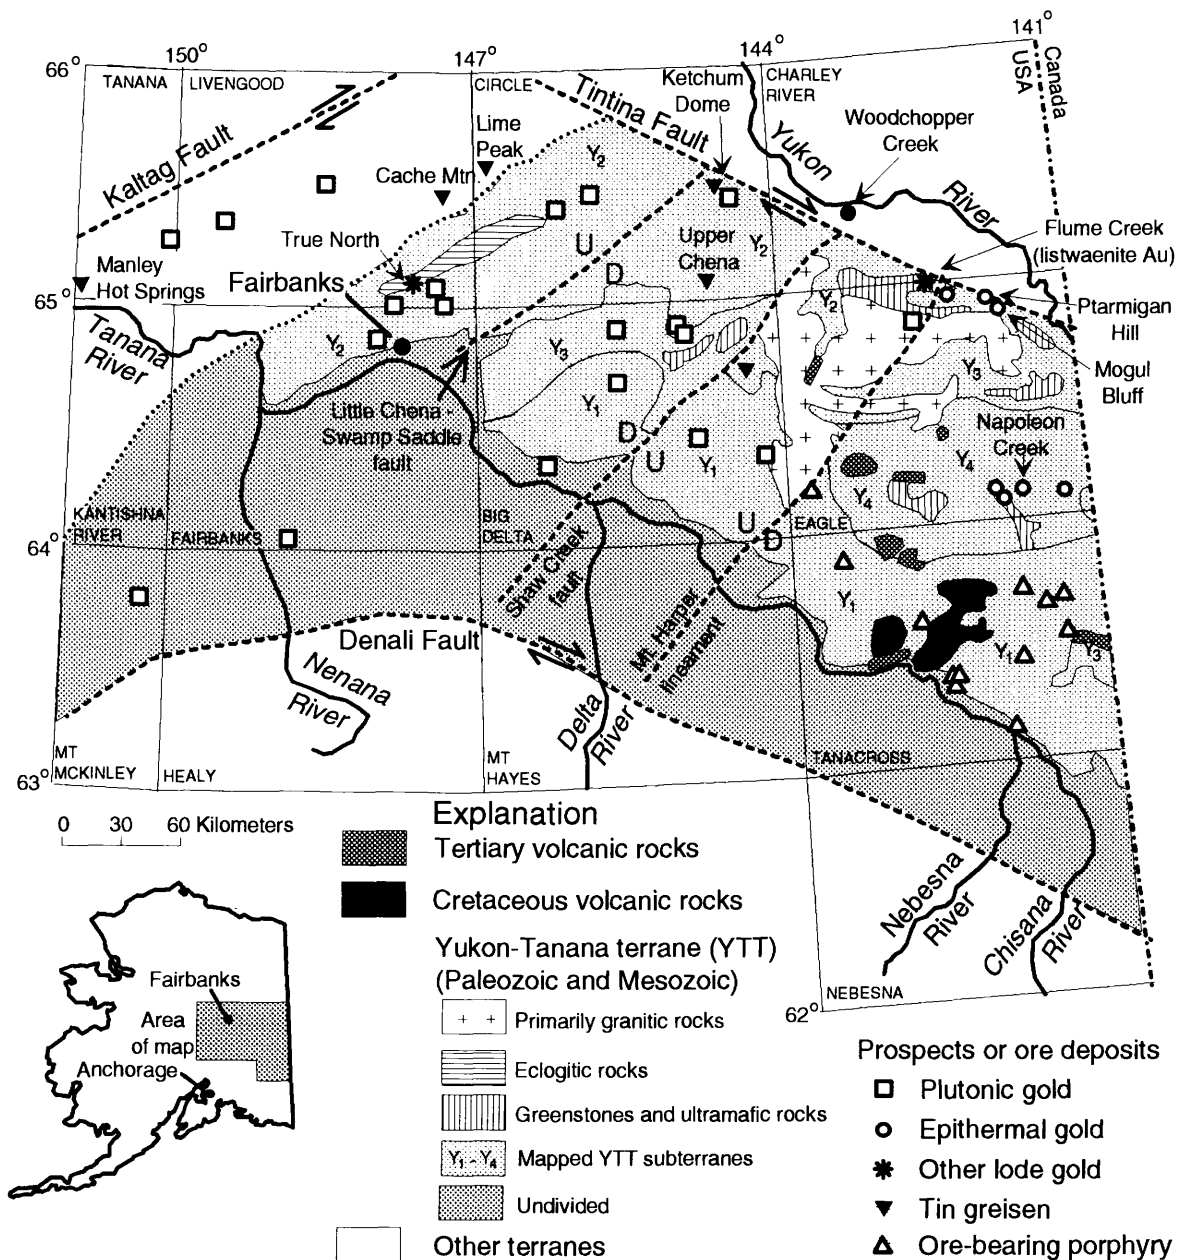 141°
150°
147°
144°
66°
TANANA
LIVENGOOD
CIRCLE
Ketchum
Dome
CHARLEY
RIVER
Canada
USA
Tintina Fault
Woodchopper
Creek
Kaltag Fault
Lime
Peak
Y2
Yukon
River
Cache Mtn.
True North
U
D
Upper
Chena
Y2
Flume Creek
(listwaenite Au)
Manley
Hot Springs
Fairbanks
65°
Y2
Ptarmigan
Hill
Tanana
River
Y2
Y3
Y3
Mogul
Bluff
Little Chena -
Swamp Saddle
fault
Y1
D
U
Y1
Napoleon
Creek
Y4
Y4
KANTISHNA
RIVER
FAIRBANKS
BIG
DELTA
U
D
EAGLE
64°
Shaw Creek
fault
Y1
Mt. Harper
lineament
Denali Fault
Y1
Y3
Nenana
River
Delta
River
MT
MCKINLEY
HEALY
MT
HAYES
TANACROSS
63°
Nebesna
River
Chisana
River
NEBESNA
62°
0 30 60 Kilometers
Explanation
Tertiary volcanic rocks
Cretaceous volcanic rocks
Yukon-Tanana terrane (YTT)
(Paleozoic and Mesozoic)
Primarily granitic rocks
Eclogitic rocks
Greenstones and ultramafic rocks
Y1 - Y4 Mapped YTT subterranes
Undivided
Other terranes
Fairbanks
Area
of map
Anchorage
Prospects or ore deposits
Plutonic gold
Epithermal gold
Other lode gold
Tin greisen
Ore-bearing porphyry